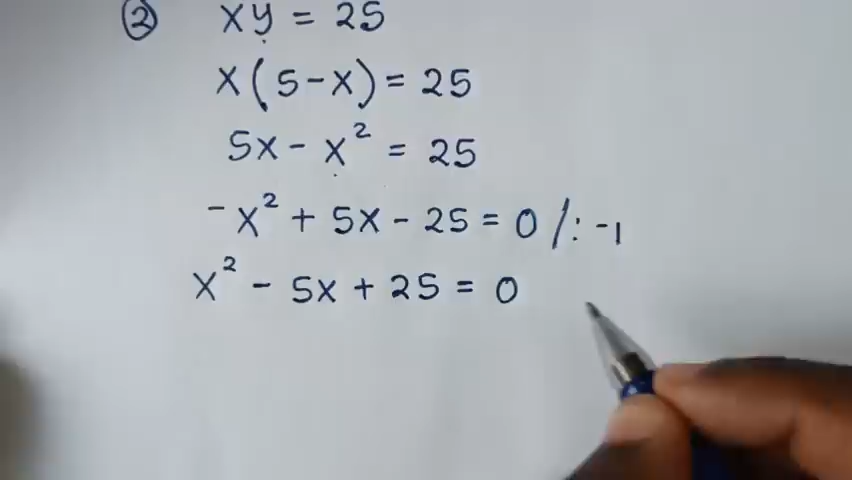 ② xy = 25
x(5-x) = 25
5x - x² = 25
-x² + 5x - 25 = 0 /: -1
x² - 5x + 25 = 0